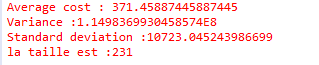 Average cost : 371.45887445887445
Variance :1.1498369930458574E8
Standard deviation :10723.045243986699
la taille est :231